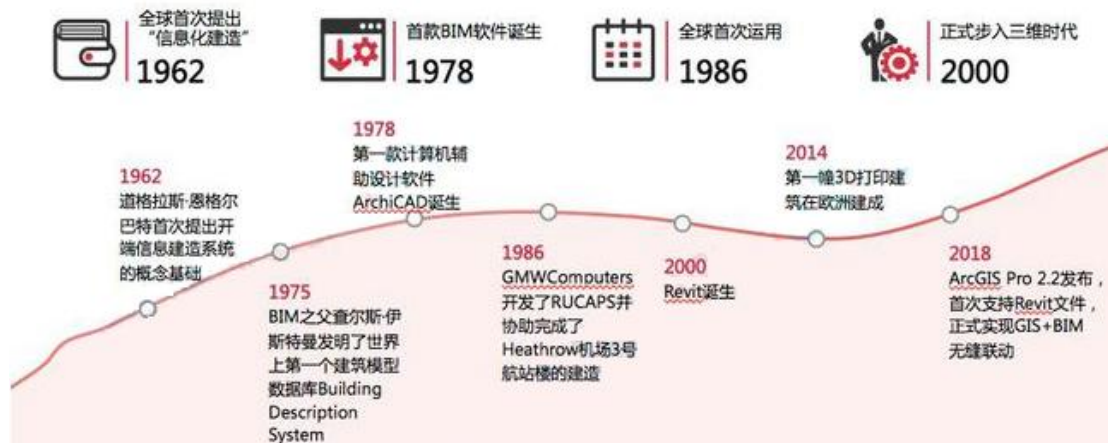 全球首次提出
“信息化建造”
1962
首款BIM软件诞生
1978
全球首次运用
1986
正式步入三维时代
2000
1962
道格拉斯·恩格尔
巴特首次提出开
端信息建造系统
的概念基础
1975
BIM之父查尔斯·伊
斯特曼发明了世界
上第一个建筑模型
数据库Building
Description
System
1978
第一款计算机辅
助设计软件
ArchiCAD诞生
1986
GMWComputers
开发了RUCAPS并
协助完成了
Heathrow机场3号
航站楼的建造
2000
Revit诞生
2014
第一幢3D打印建
筑在欧洲建成
2018
ArcGIS Pro 2.2发布，
首次支持Revit文件，
正式实现GIS+BIM
无缝联动